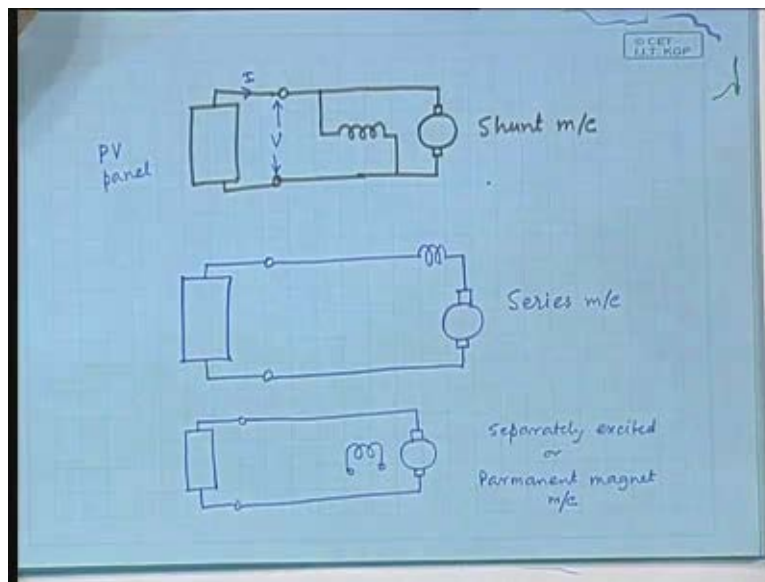 © CET
I.I.T. KGP
I
V
PV
panel
Shunt m/c
Series m/c
Separately excited
or
Parmanent magnet
m/c